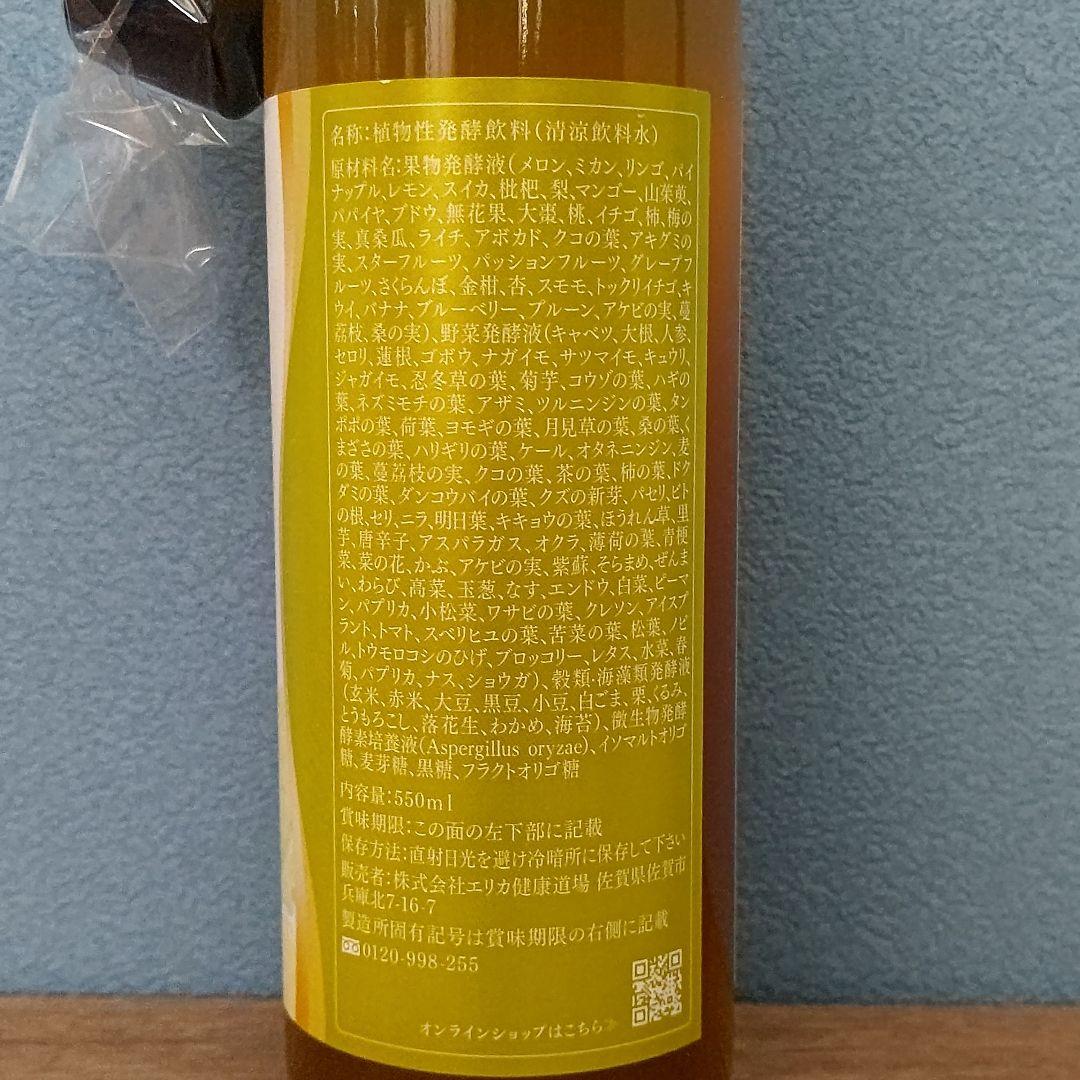 名称:植物性発酵飲料(清涼飲料水)
原材料名:果物発酵液(メロン、ミカン、リンゴ、パイ
ナップル、レモン、スイカ、枇杷、梨、マンゴー、山茱萸、
パパイヤ、ブドウ、無花果、大棗、桃、イチゴ、柿、梅の
実、真桑瓜、ライチ、アボカド、クコの葉、アキグミの
実、スターフルーツ、パッションフルーツ、グレープフ
ルーツ、さくらんぼ、金柑、杏、スモモ、トックリイチゴ、キ
ウイ、バナナ、ブルーベリー、プルーン、アケビの実、蔓
茘枝、桑の実)、野菜発酵液(キャベツ、大根、人参、
セロリ、蓮根、ゴボウ、ナガイモ、サツマイモ、キュウリ、
ジャガイモ、忍冬草の葉、菊芋、コウゾの葉、ハギの
葉、ネズミモチの葉、アザミ、ツルニンジンの葉、タン
ポポの葉、荷葉、ヨモギの葉、月見草の葉、桑の葉、く
まざさの葉、ハリギリの葉、ケール、オタネニンジン、麦
の葉、蔓茘枝の実、クコの葉、茶の葉、柿の葉、ドク
ダミの葉、ダンコウバイの葉、クズの新芽、パセリ、ビト
の根、セリ、ニラ、明日葉、キキョウの葉、ほうれん草、里
芋、唐辛子、アスパラガス、オクラ、薄荷の葉、青梗
菜、菜の花、かぶ、アケビの実、紫蘇、そらまめ、ぜんま
い、わらび、高菜、玉葱、なす、エンドウ、白菜、ピーマ
ン、パプリカ、小松菜、ワサビの葉、クレソン、アイスプ
ラント、トマト、スベリヒユの葉、苦菜の葉、松葉、ノビ
ル、トウモロコシのひげ、ブロッコリー、レタス、水菜、春
菊、パプリカ、ナス、ショウガ)、穀類・海藻類発酵液
(玄米、赤米、大豆、黒豆、小豆、白ごま、栗、くるみ、
とうもろこし、落花生、わかめ、海苔)、微生物発酵
酵素培養液(Aspergillus oryzae)、イソマルトオリゴ
糖、麦芽糖、黒糖、フラクトオリゴ糖
内容量:550ml
賞味期限:この面の左下部に記載
保存方法:直射日光を避け冷暗所に保存して下さい
販売者:株式会社エリカ健康道場 佐賀県佐賀市
兵庫北7-16-7
製造所固有記号は賞味期限の右側に記載
0120-998-255
オンラインショップはこちら